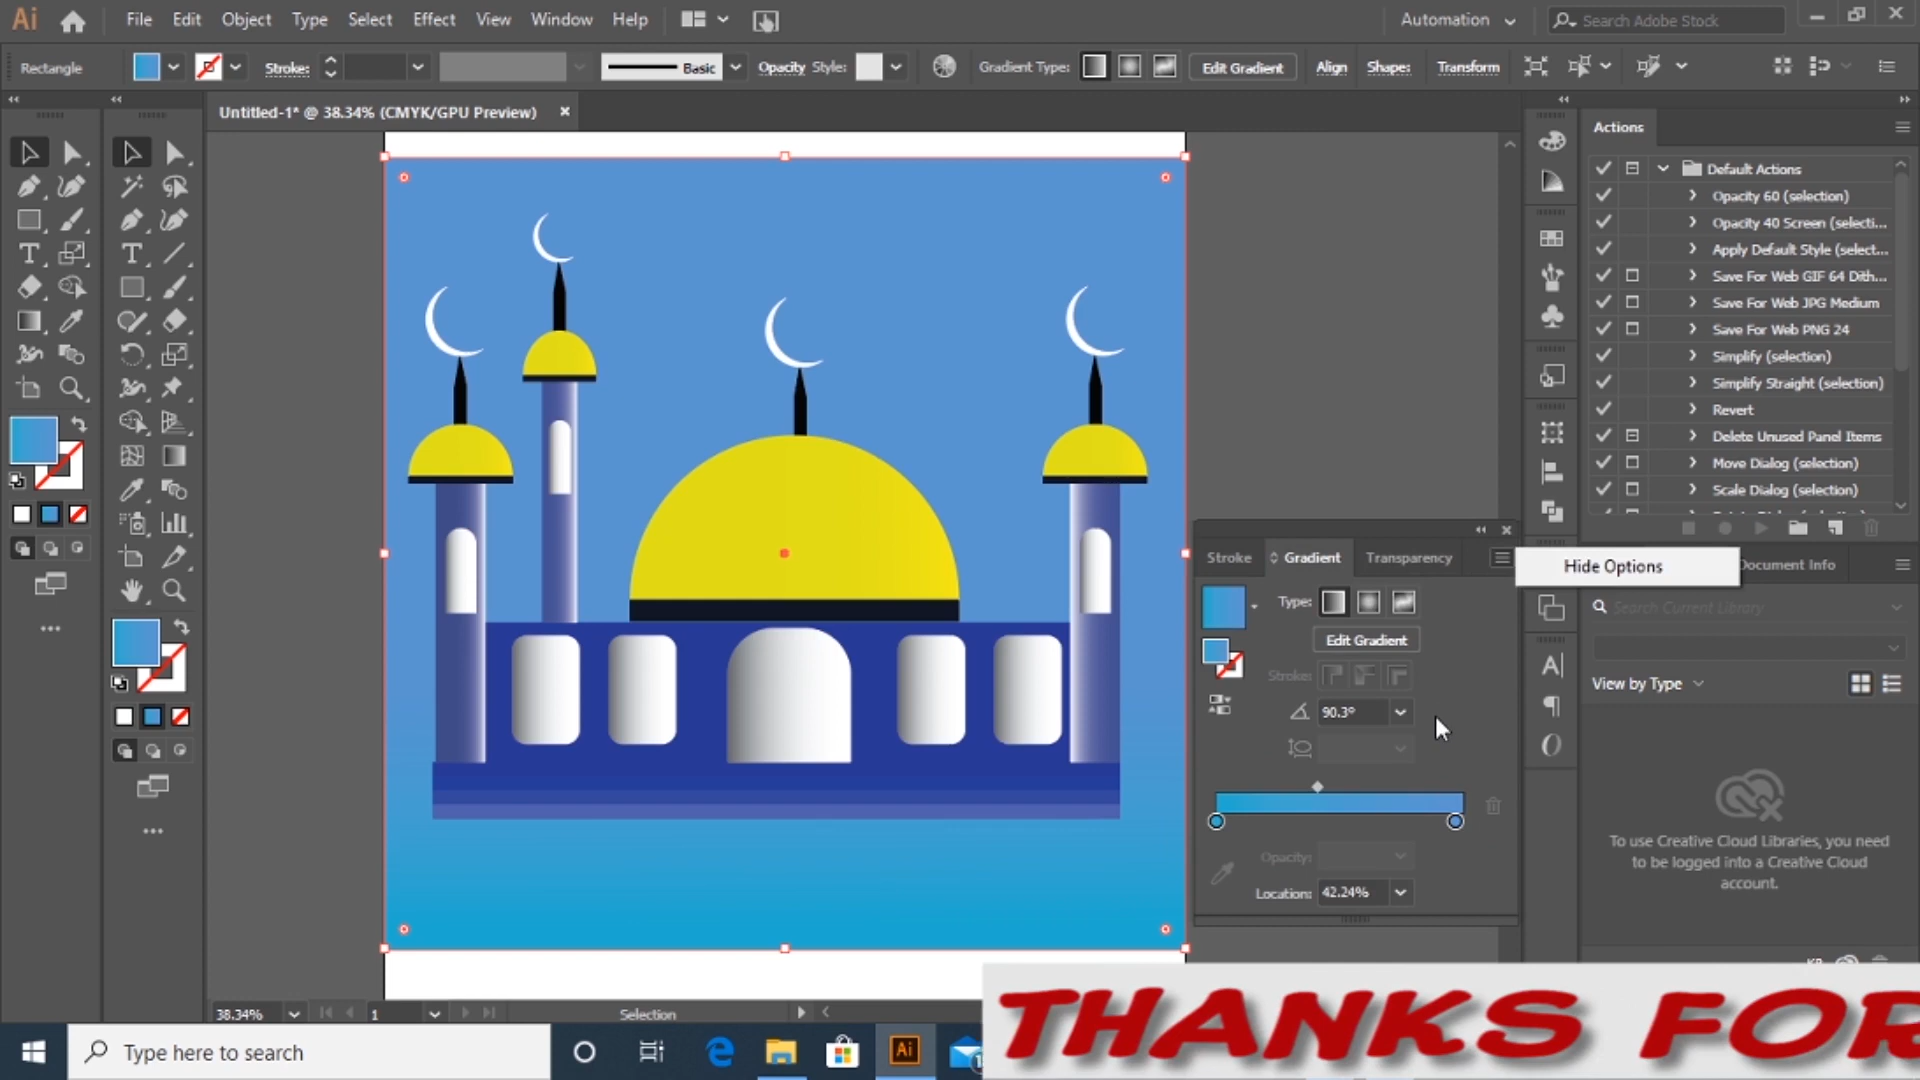 Ai File Edit Object Type Select Effect View Window Help Automation Search Adobe Stock
Rectangle Stroke: Basic Opacity Style: Gradient Type: Edit Gradient Align Shape: Transform
Untitled-1* @ 38.34% (CMYK/GPU Preview)
Actions
Default Actions
Opacity 60 (selection)
Opacity 40 Screen (selecti...
Apply Default Style (select...
Save For Web GIF 64 Dith...
Save For Web JPG Medium
Save For Web PNG 24
Simplify (selection)
Simplify Straight (selection)
Revert
Delete Unused Panel Items
Move Dialog (selection)
Scale Dialog (selection)
Stroke Gradient Transparency
Hide Options
Document Info
Type:
Edit Gradient
Stroke:
90.3°
Opacity:
Location: 42.24%
Search Current Library
View by Type
To use Creative Cloud Libraries, you need
to be logged into a Creative Cloud
account.
38.34% 1 Selection
Type here to search
Ai
THANKS FOR